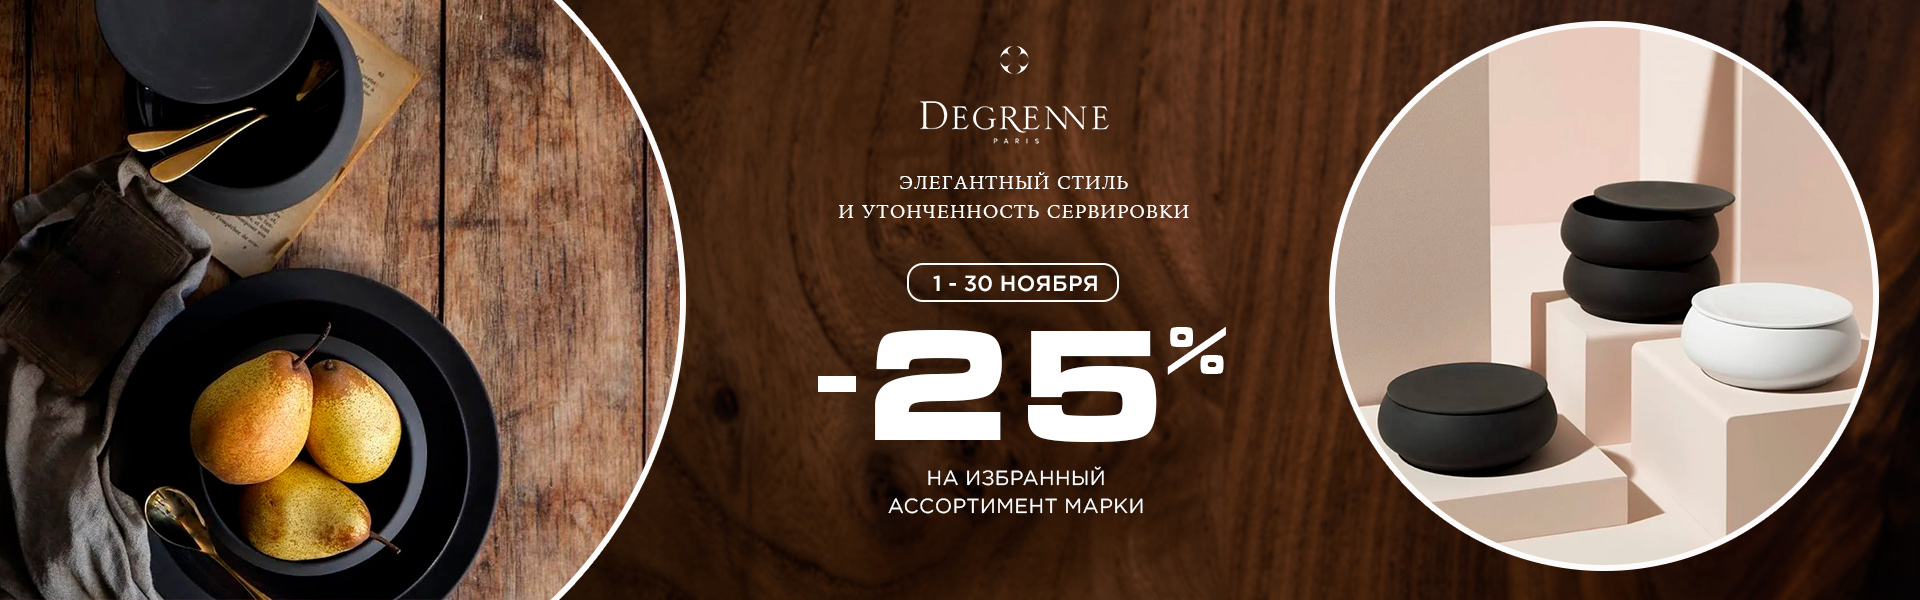 DEGRENNE
PARIS
ЭЛЕГАНТНЫЙ СТИЛЬ
И УТОНЧЕННОСТЬ СЕРВИРОВКИ
1 - 30 НОЯБРЯ
-25%
НА ИЗБРАННЫЙ
АССОРТИМЕНТ МАРКИ